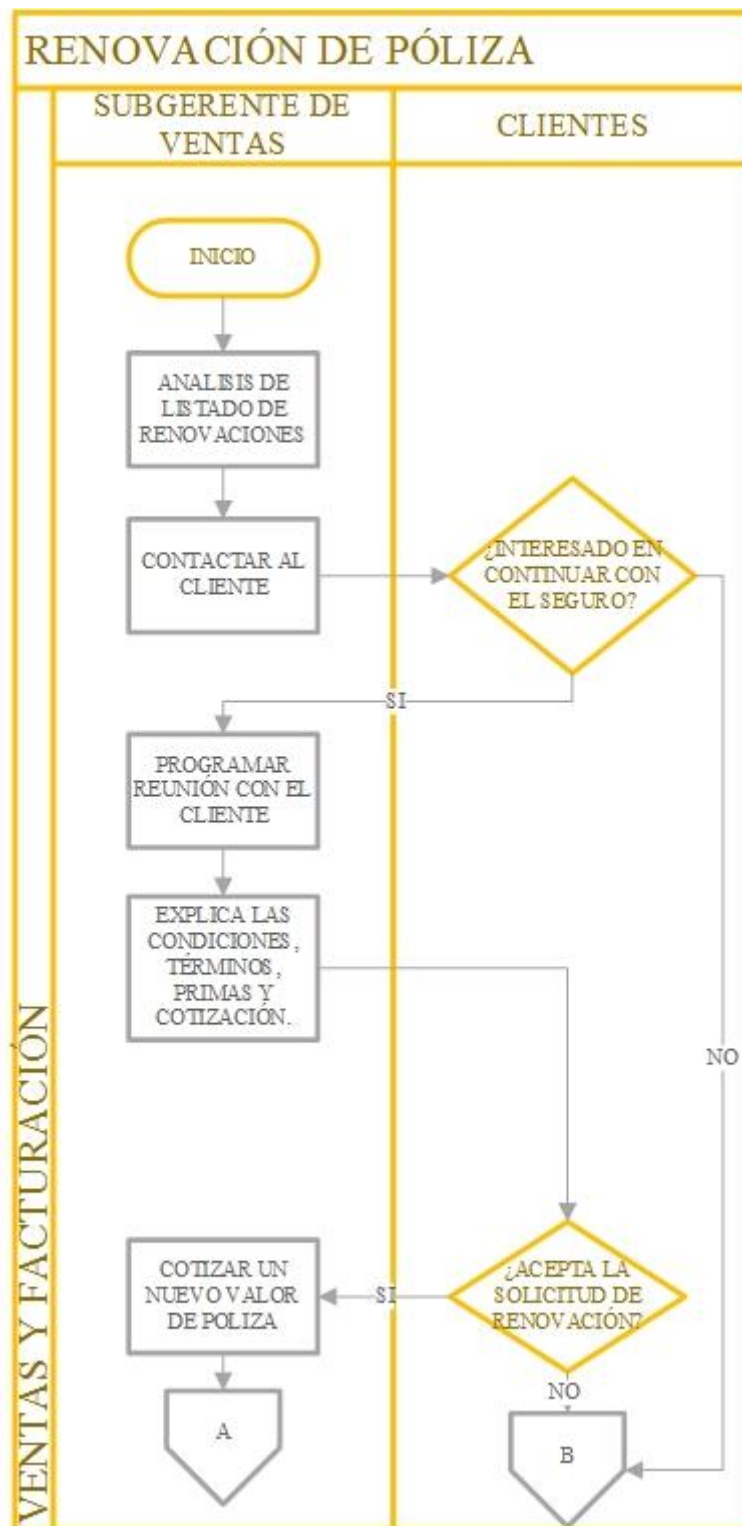 RENOVACIÓN DE PÓLIZA
SUBGERENTE DE
VENTAS
CLIENTES
VENTAS Y FACTURACIÓN
INICIO
ANALISIS DE
LISTADO DE
RENOVACIONES
CONTACTAR AL
CLIENTE
¿INTERESADO EN
CONTINUAR CON
EL SEGURO?
SI
PROGRAMAR
REUNIÓN CON EL
CLIENTE
EXPLICA LAS
CONDICIONES,
TÉRMINOS,
PRIMAS Y
COTIZACIÓN.
NO
¿ACEPTA LA
SOLICITUD DE
RENOVACIÓN?
SI
COTIZAR UN
NUEVO VALOR
DE POLIZA
NO
A
B